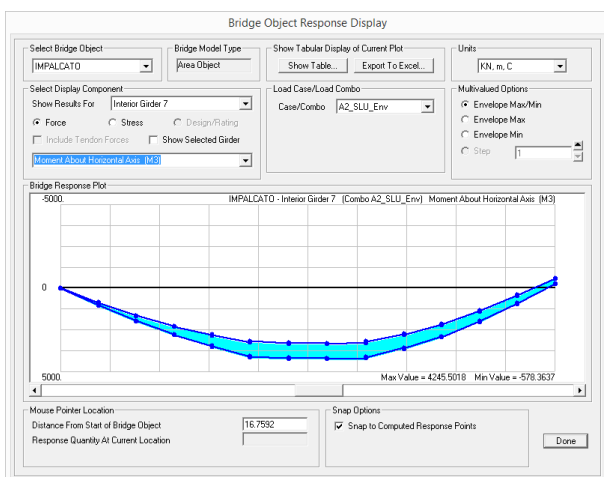 Bridge Object Response Display
Select Bridge Object
IMPALCATO
Bridge Model Type
Area Object
Show Tabular Display of Current Plot
Show Table...
Export To Excel...
Units
KN, m, C
Select Display Component
Show Results For
Interior Girder 7
Force
Stress
Design/Rating
Include Tendon Forces
Show Selected Girder
Moment About Horizontal Axis (M3)
Load Case/Load Combo
Case/Combo
A2_SLU_Env
Multivalued Options
Envelope Max/Min
Envelope Max
Envelope Min
Step
1
Bridge Response Plot
-5000.
IMPALCATO - Interior Girder 7 (Combo A2_SLU_Env) Moment About Horizontal Axis (M3)
0
5000.
Max Value = 4245.5018 Min Value = -578.3637
Mouse Pointer Location
Distance From Start of Bridge Object
16.7592
Response Quantity At Current Location
Snap Options
Snap to Computed Response Points
Done